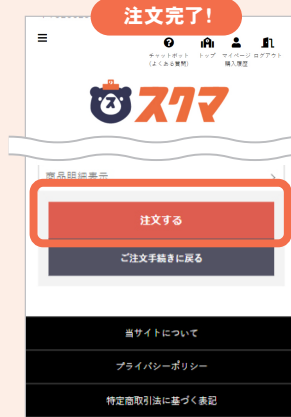 注文完了!
チャットボット
(よくある質問)
トップ
マイページ
購入履歴
ログアウト
スクマ
商品明細表示
注文する
ご注文手続きに戻る
当サイトについて
プライバシーポリシー
特定商取引法に基づく表記